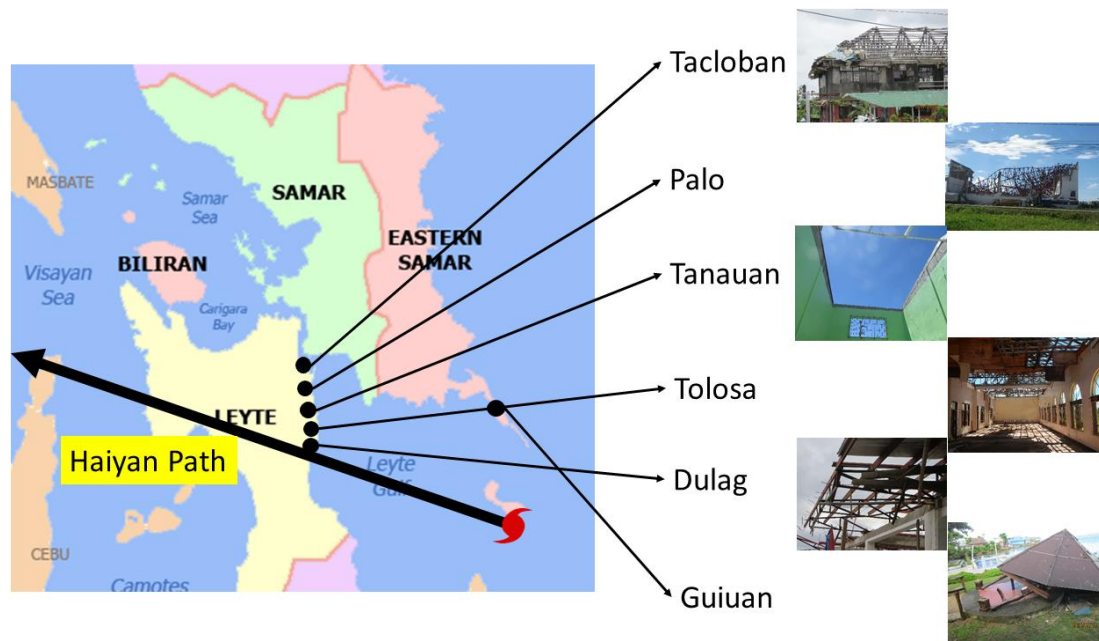 Tacloban
Palo
Tanauan
Tolosa
Dulag
Guiuan
MASBATE
Samar
Sea
SAMAR
EASTERN
SAMAR
BILIRAN
Visayan
Sea
Carigara
Bay
LEYTE
Haiyan Path
Leyte
Gulf
CEBU
Camotes